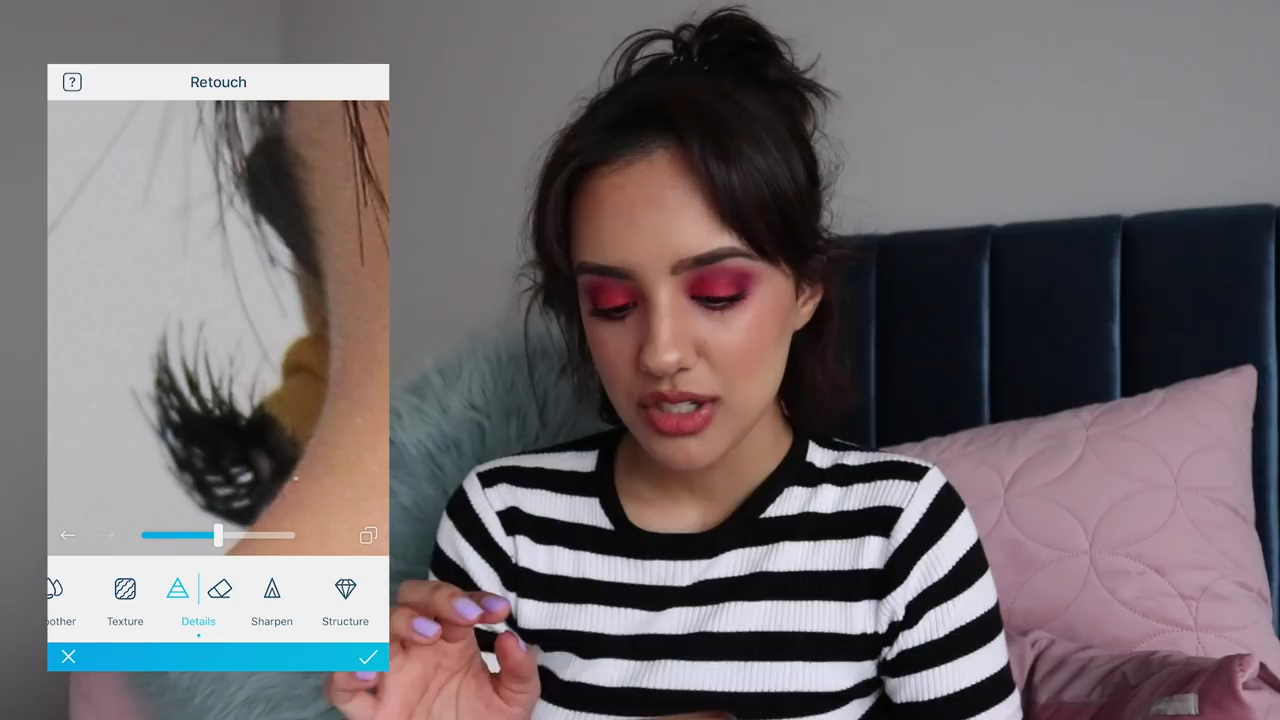 ?
Retouch
other
Texture
Details
Sharpen
Structure